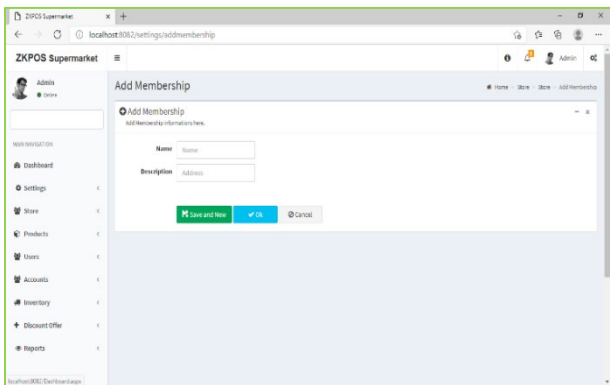 ZKPOS Supermarket
localhost:8082/settings/addmembership
ZKPOS Supermarket
Admin
Admin
Online
Add Membership
Home
Store
Store
Add Membership
Add Membership
Add Membership informations here.
MAIN NAVIGATION
Name
Name
Description
Address
Save and New
Ok
Cancel
Dashboard
Settings
Store
Products
Users
Accounts
Inventory
Discount Offer
Reports
localhost:8082/Dashboard.aspx